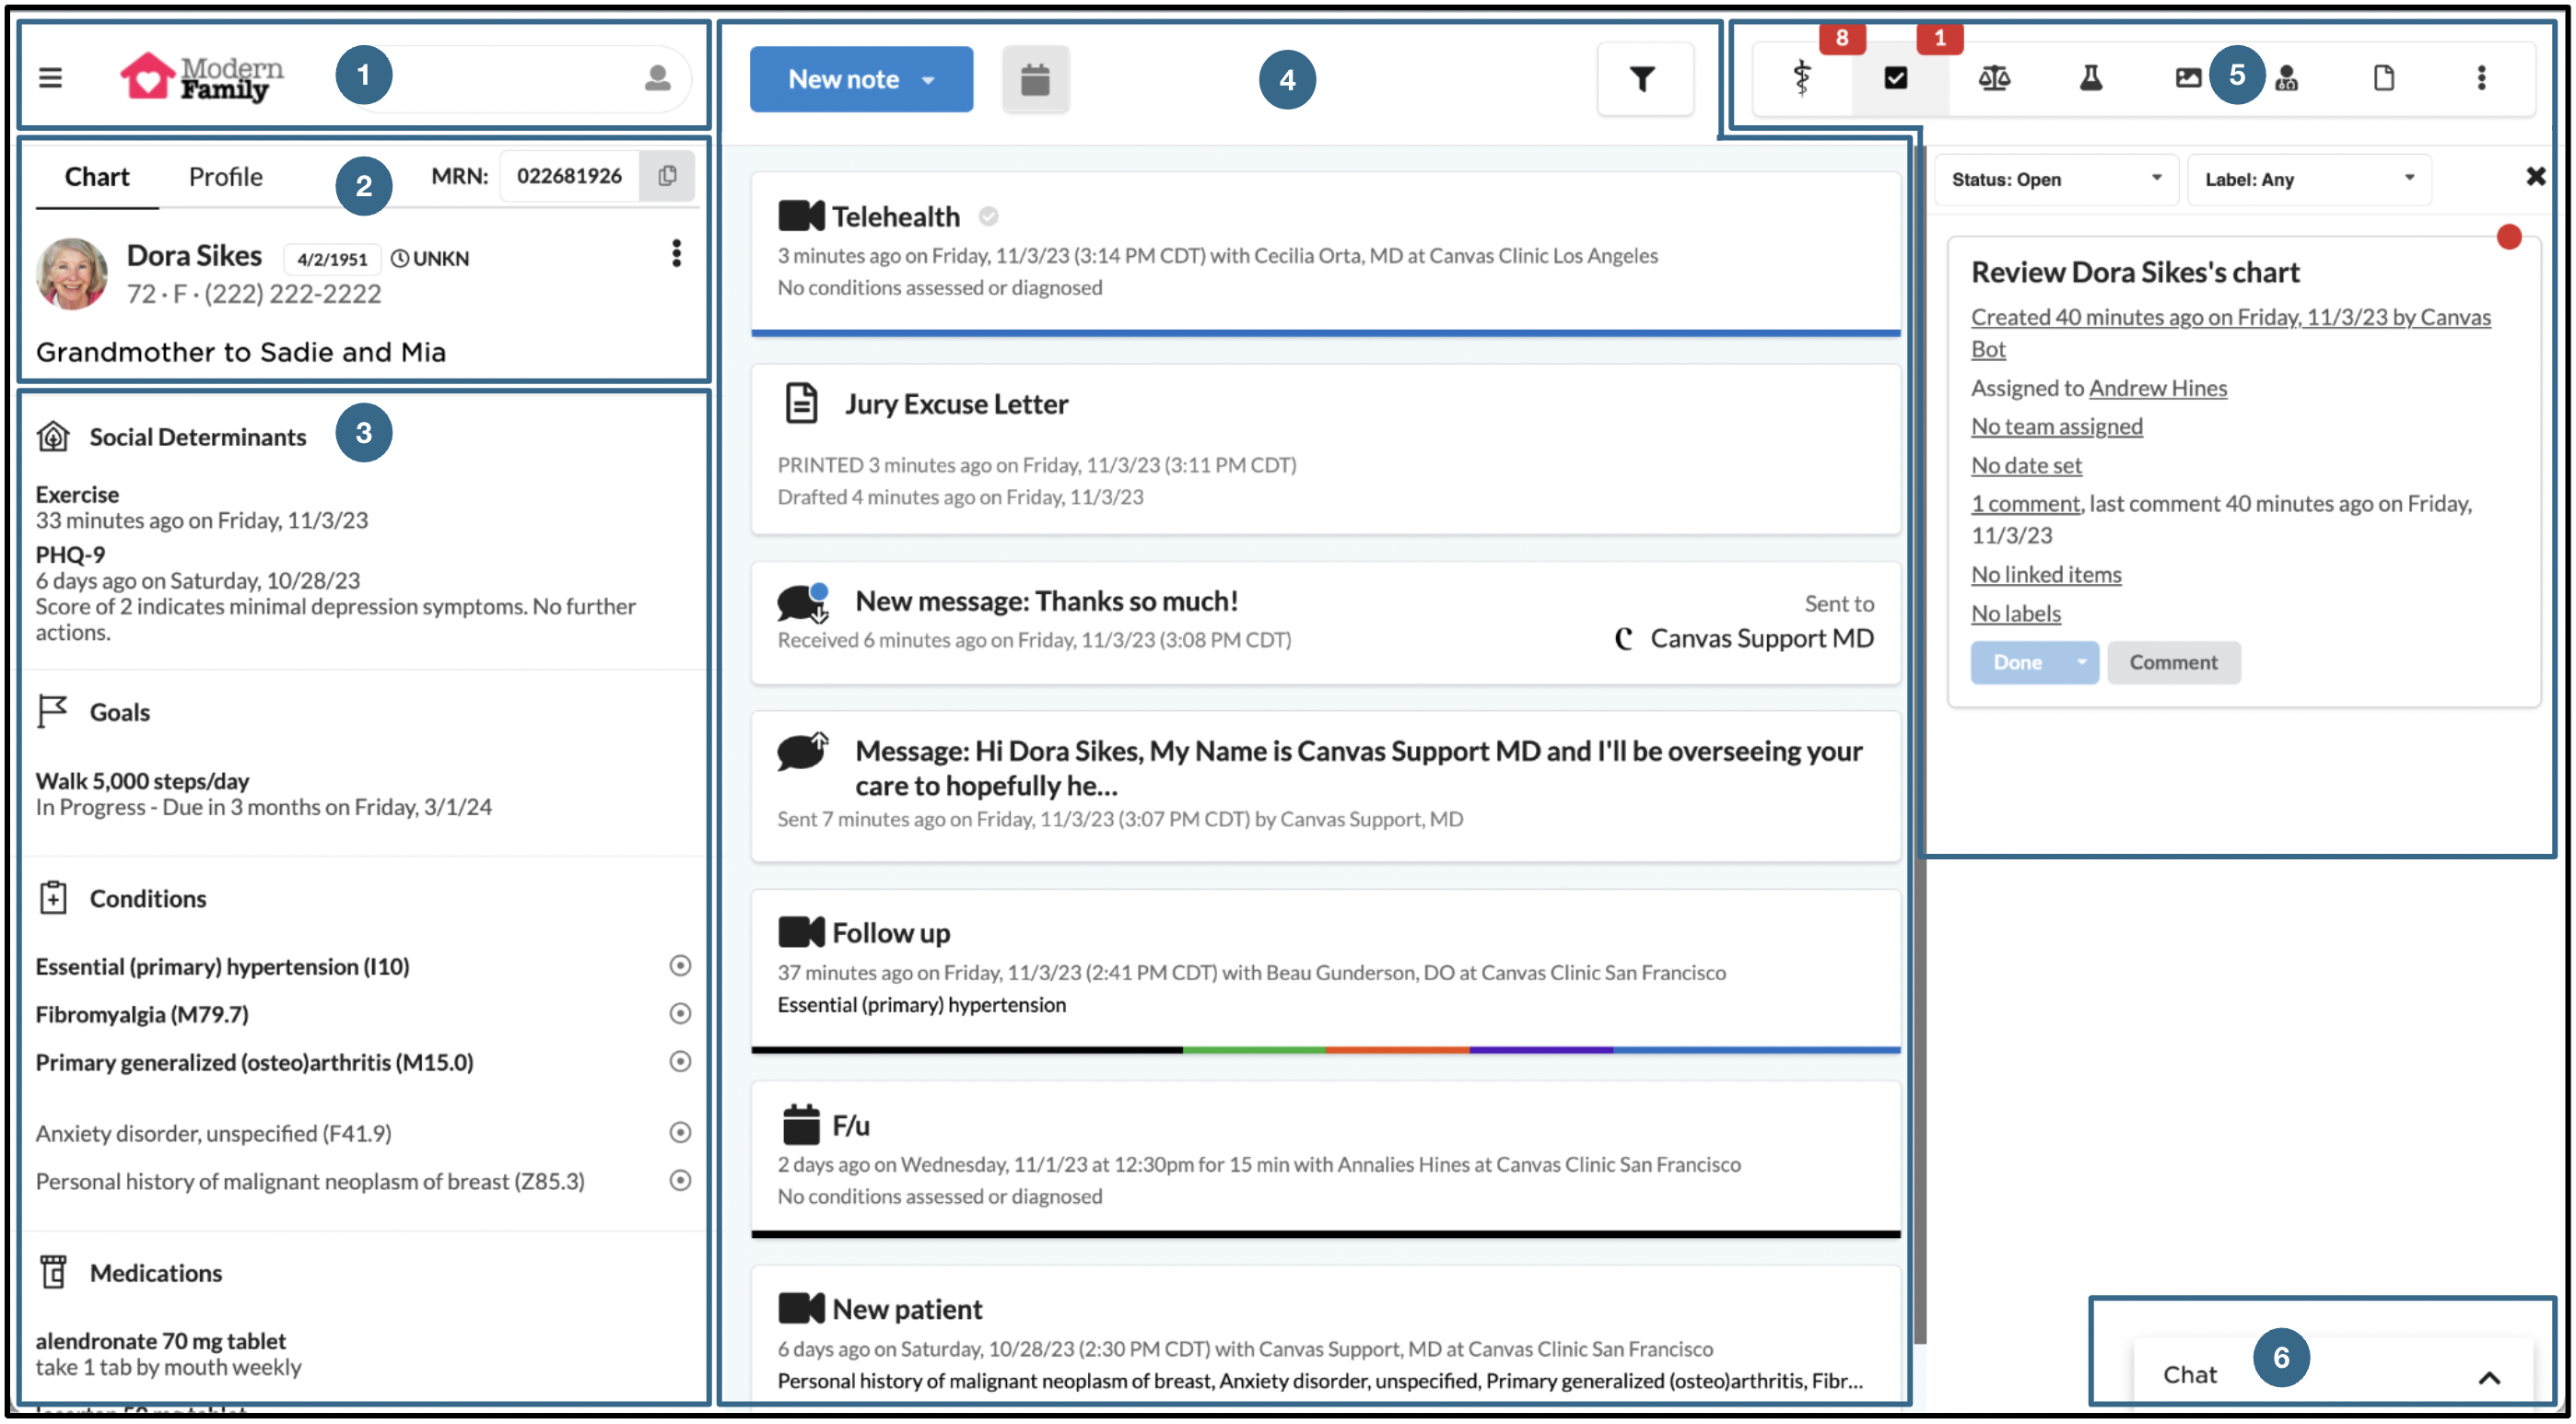 Modern
Family
1
2
Chart
Profile
MRN:
022681926
Dora Sikes
4/2/1951
UNKN
72 · F · (222) 222-2222
Grandmother to Sadie and Mia
Social Determinants
3
Exercise
33 minutes ago on Friday, 11/3/23
PHQ-9
6 days ago on Saturday, 10/28/23
Score of 2 indicates minimal depression symptoms. No further
actions.
Goals
Walk 5,000 steps/day
In Progress - Due in 3 months on Friday, 3/1/24
Conditions
Essential (primary) hypertension (I10)
Fibromyalgia (M79.7)
Primary generalized (osteo)arthritis (M15.0)
Anxiety disorder, unspecified (F41.9)
Personal history of malignant neoplasm of breast (Z85.3)
Medications
alendronate 70 mg tablet
take 1 tab by mouth weekly
New note
4
Telehealth
3 minutes ago on Friday, 11/3/23 (3:14 PM CDT) with Cecilia Orta, MD at Canvas Clinic Los Angeles
No conditions assessed or diagnosed
Jury Excuse Letter
PRINTED 3 minutes ago on Friday, 11/3/23 (3:11 PM CDT)
Drafted 4 minutes ago on Friday, 11/3/23
New message: Thanks so much!
Received 6 minutes ago on Friday, 11/3/23 (3:08 PM CDT)
Sent to
Canvas Support MD
Message: Hi Dora Sikes, My Name is Canvas Support MD and I'll be overseeing your
care to hopefully he...
Sent 7 minutes ago on Friday, 11/3/23 (3:07 PM CDT) by Canvas Support, MD
Follow up
37 minutes ago on Friday, 11/3/23 (2:41 PM CDT) with Beau Gunderson, DO at Canvas Clinic San Francisco
Essential (primary) hypertension
F/u
2 days ago on Wednesday, 11/1/23 at 12:30pm for 15 min with Annalies Hines at Canvas Clinic San Francisco
No conditions assessed or diagnosed
New patient
6 days ago on Saturday, 10/28/23 (2:30 PM CDT) with Canvas Support, MD at Canvas Clinic San Francisco
Personal history of malignant neoplasm of breast, Anxiety disorder, unspecified, Primary generalized (osteo)arthritis, Fibr...
8
1
5
Status: Open
Label: Any
Review Dora Sikes's chart
Created 40 minutes ago on Friday, 11/3/23 by Canvas
Bot
Assigned to Andrew Hines
No team assigned
No date set
1 comment, last comment 40 minutes ago on Friday,
11/3/23
No linked items
No labels
Done
Comment
Chat
6